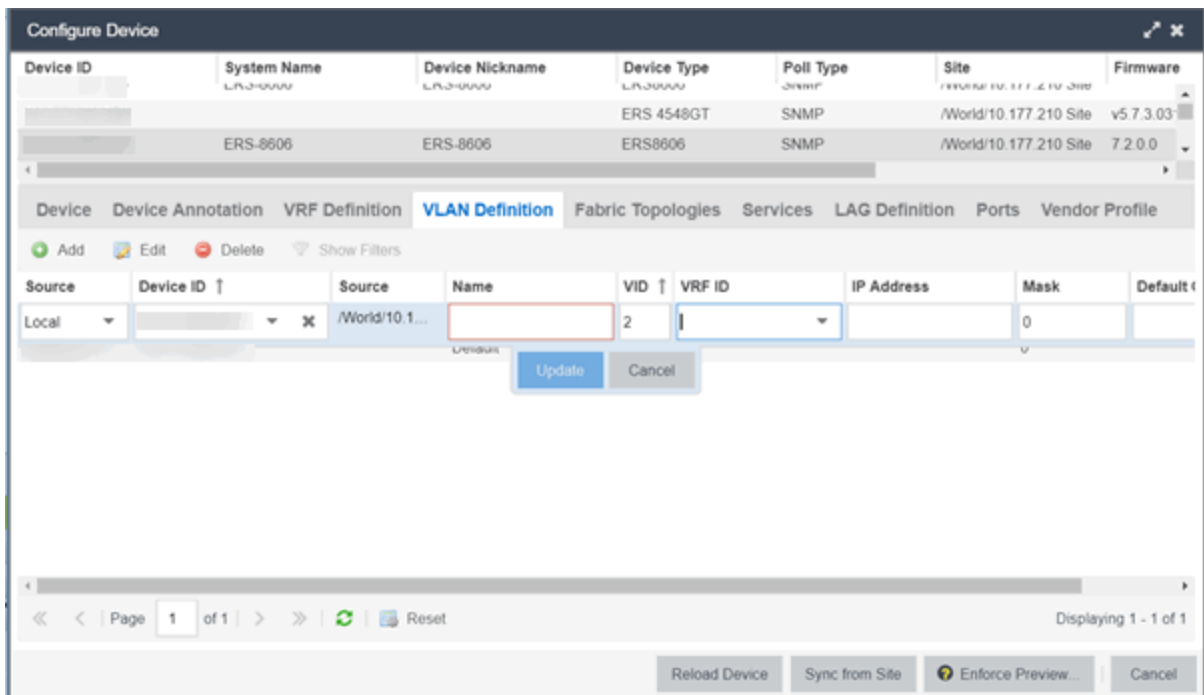 Configure Device
Device ID System Name Device Nickname Device Type Poll Type Site Firmware
ERS 4548GT SNMP /World/10.177.210 Site v5.7.3.03
ERS-8606 ERS-8606 ERS8606 SNMP /World/10.177.210 Site 7.2.0.0
Device Device Annotation VRF Definition VLAN Definition Fabric Topologies Services LAG Definition Ports Vendor Profile
Add Edit Delete Show Filters
Source Device ID ↑ Source Name VID ↑ VRF ID IP Address Mask Default
Local /World/10.1... 2 0
Default 0
Update Cancel
Page 1 of 1 Reset Displaying 1 - 1 of 1
Reload Device Sync from Site Enforce Preview... Cancel